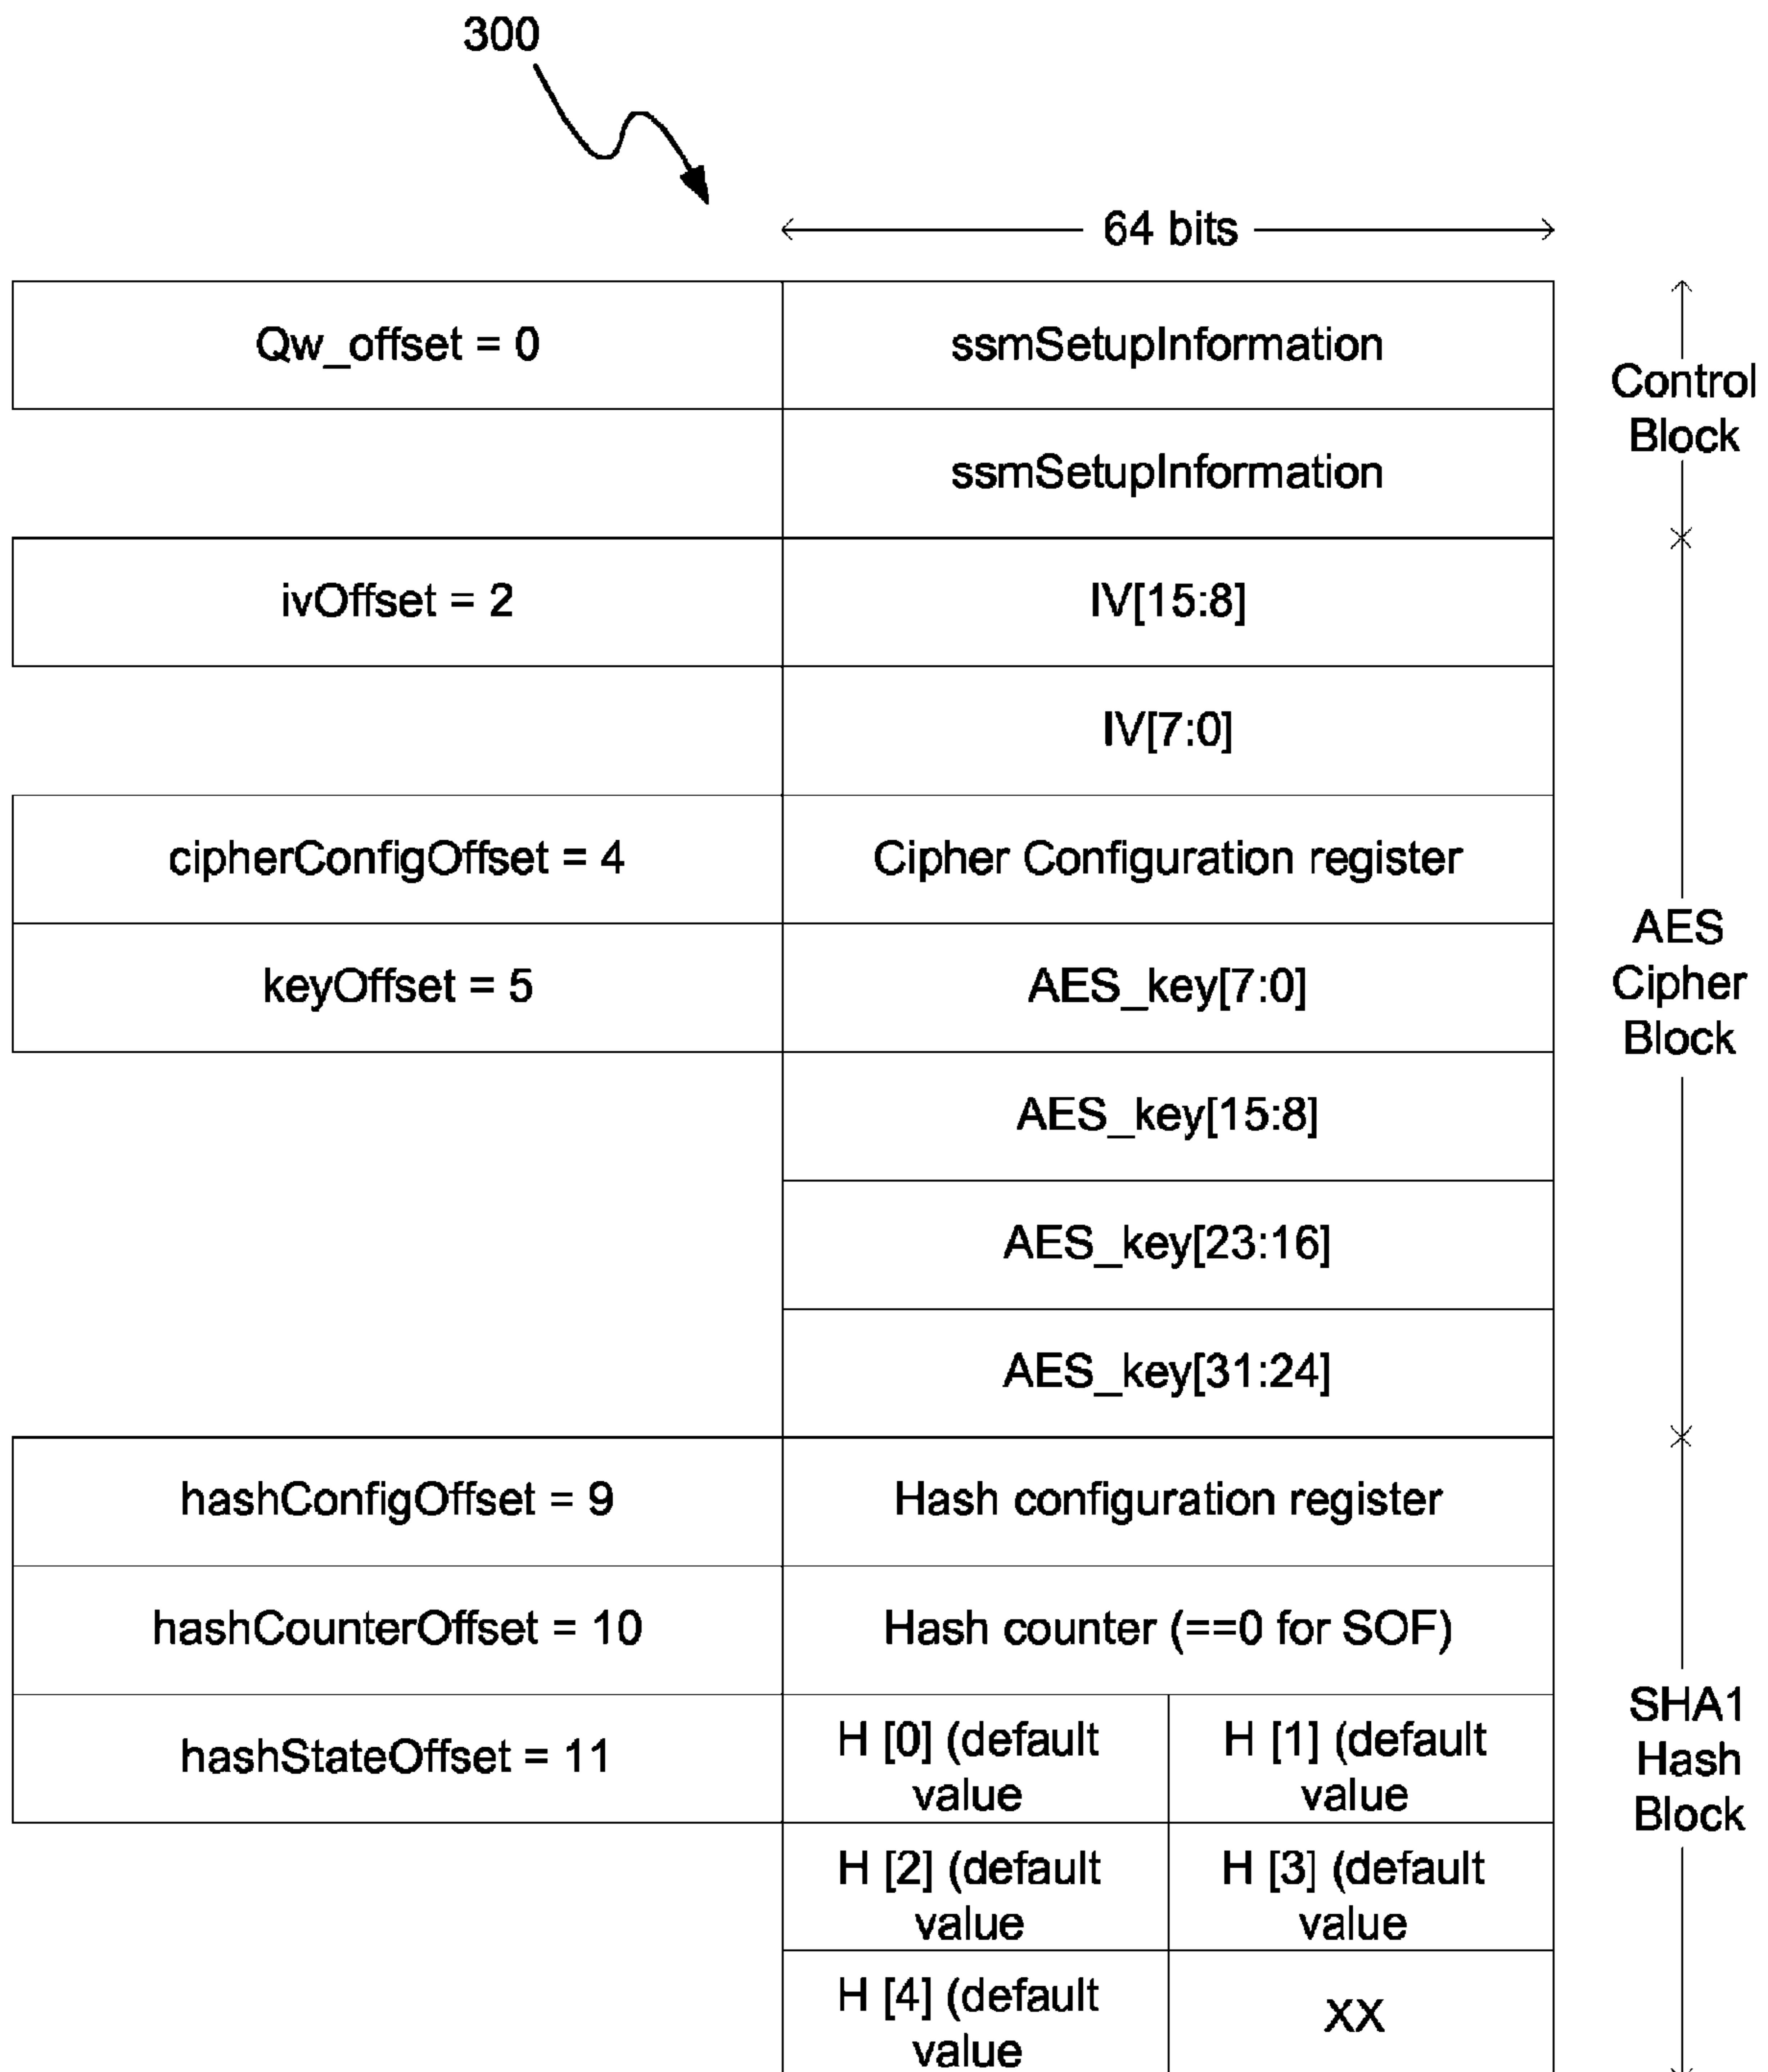 300
64 bits
Qw_offset = 0
ssmSetupInformation
Control
Block
ssmSetupInformation
ivOffset = 2
IV[15:8]
IV[7:0]
cipherConfigOffset = 4
Cipher Configuration register
keyOffset = 5
AES_key[7:0]
AES
Cipher
Block
AES_key[15:8]
AES_key[23:16]
AES_key[31:24]
hashConfigOffset = 9
Hash configuration register
hashCounterOffset = 10
Hash counter (==0 for SOF)
hashStateOffset = 11
H [0] (default
value
H [1] (default
value
SHA1
Hash
Block
H [2] (default
value
H [3] (default
value
H [4] (default
value
XX